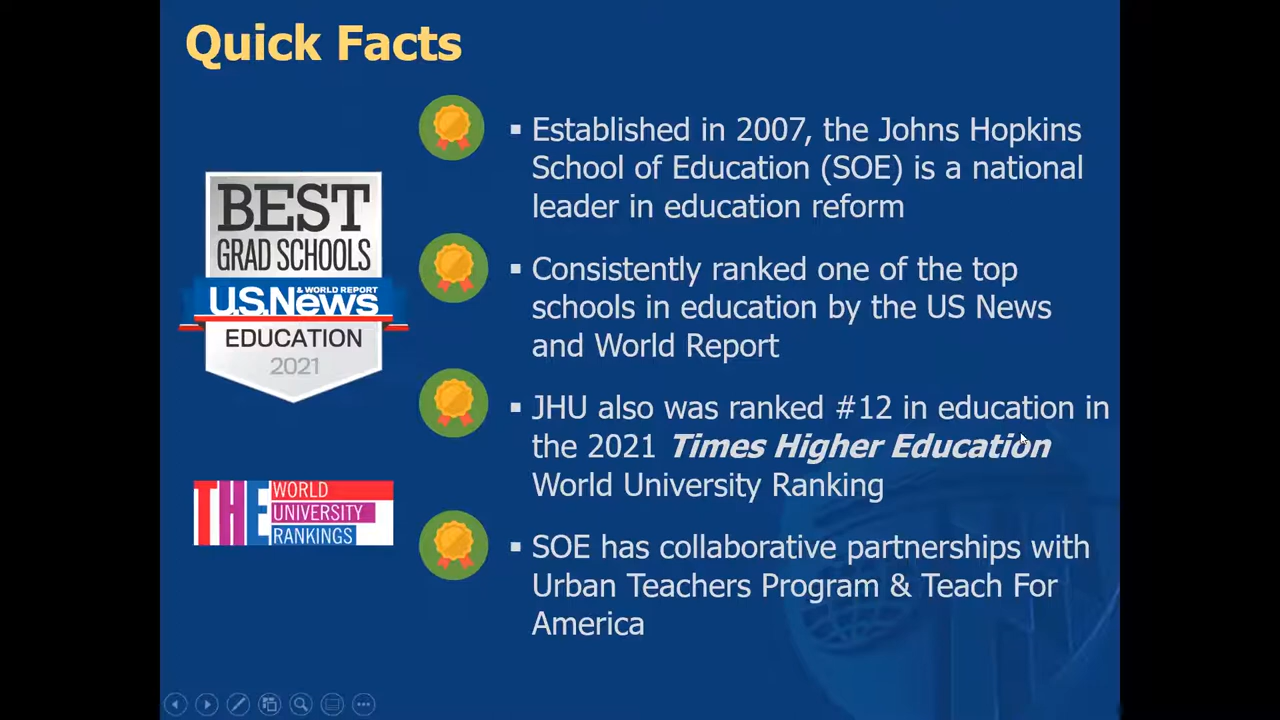 Quick Facts
▪ Established in 2007, the Johns Hopkins
School of Education (SOE) is a national
leader in education reform
▪ Consistently ranked one of the top
schools in education by the US News
and World Report
▪ JHU also was ranked #12 in education in
the 2021 Times Higher Education
World University Ranking
▪ SOE has collaborative partnerships with
Urban Teachers Program & Teach For
America
BEST
GRAD SCHOOLS
U.S.News & WORLD REPORT
EDUCATION
2021
THE WORLD
UNIVERSITY
RANKINGS